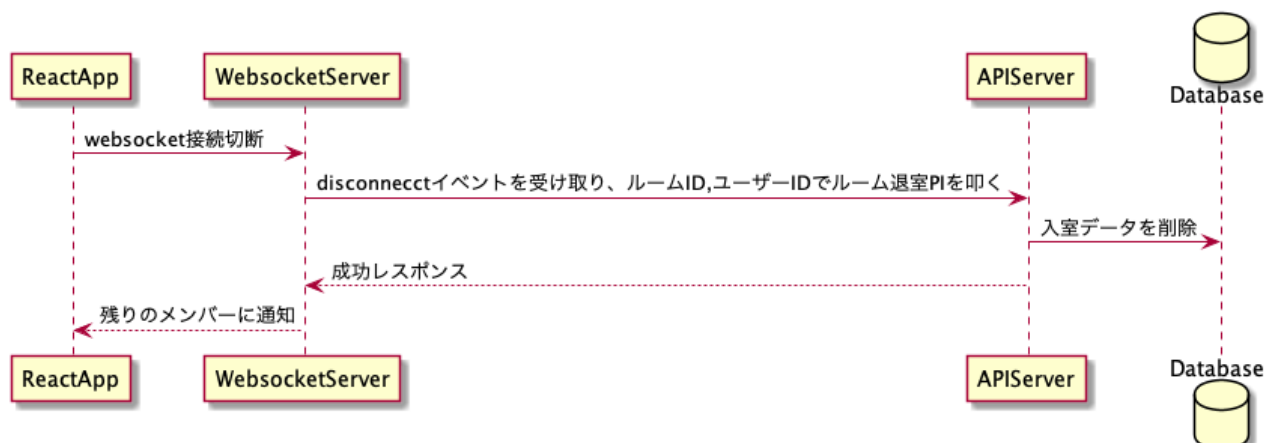 ReactApp
WebsocketServer
APIServer
Database
websocket接続切断
disconnecctイベントを受け取り、ルームID,ユーザーIDでルーム退室PIを叩く
入室データを削除
成功レスポンス
残りのメンバーに通知
ReactApp
WebsocketServer
APIServer
Database